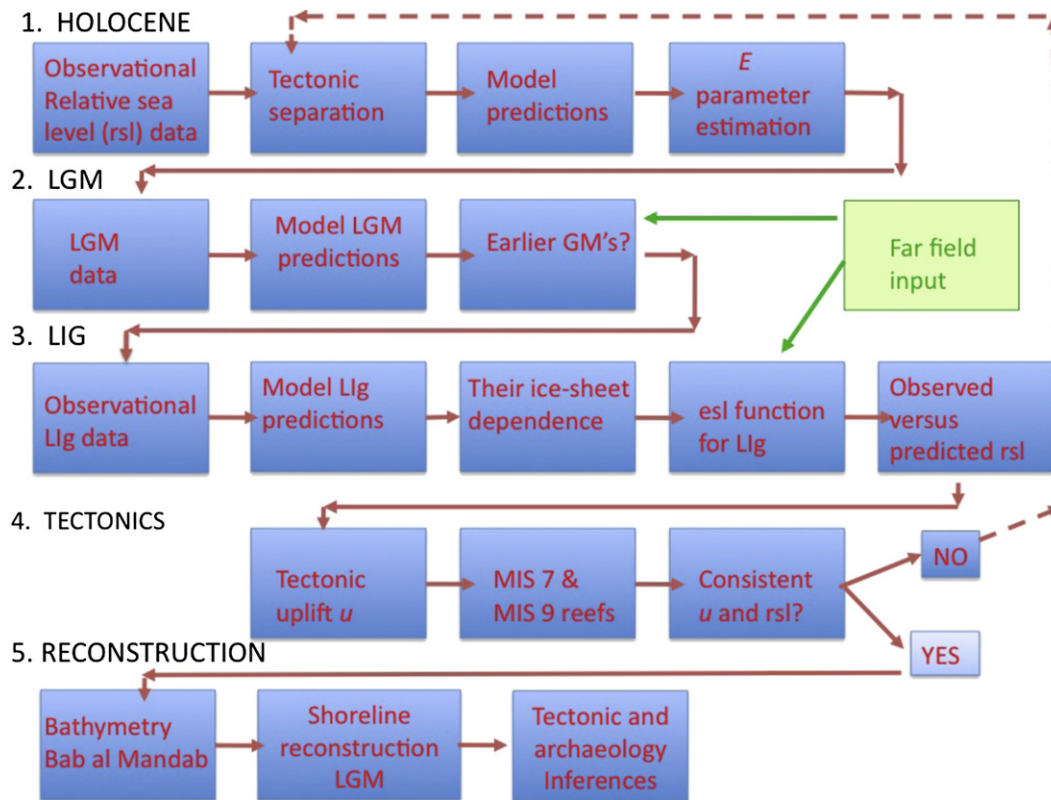 1. HOLOCENE
Observational
Relative sea
level (rsl) data
Tectonic
separation
Model
predictions
E
parameter
estimation
2. LGM
LGM
data
Model LGM
predictions
Earlier GM's?
Far field
input
3. LIG
Observational
LIg data
Model LIg
predictions
Their ice-sheet
dependence
esl function
for LIg
Observed
versus
predicted rsl
4. TECTONICS
Tectonic
uplift u
MIS 7 &
MIS 9 reefs
Consistent
u and rsl?
NO
YES
5. RECONSTRUCTION
Bathymetry
Bab al Mandab
Shoreline
reconstruction
LGM
Tectonic and
archaeology
Inferences